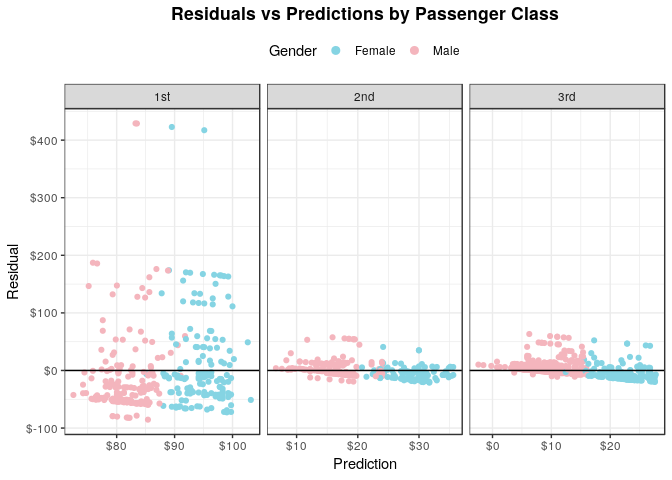 Residuals vs Predictions by Passenger Class
Gender Female Male
1st 2nd 3rd
$400
$300
$200
$100
$0
$-100
Residual
$80 $90 $100 $10 $20 $30 $0 $10 $20
Prediction